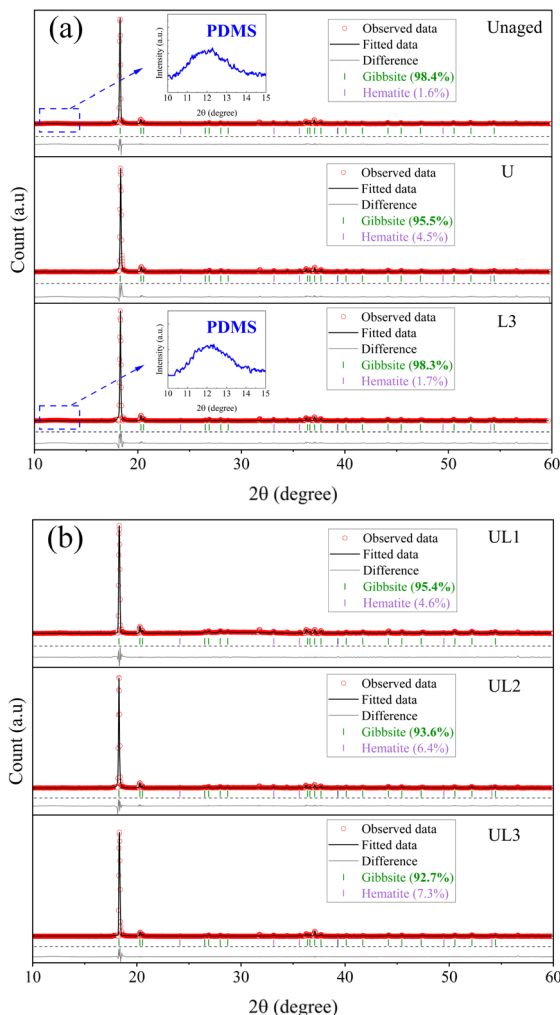 (a)
Unaged
PDMS
Intensity (a.u.)
10 11 12 13 14 15
2θ (degree)
Observed data
Fitted data
Difference
Gibbsite (98.4%)
Hematite (1.6%)
U
Observed data
Fitted data
Difference
Gibbsite (95.5%)
Hematite (4.5%)
Count (a.u)
L3
PDMS
Intensity (a.u.)
10 11 12 13 14 15
2θ (degree)
Observed data
Fitted data
Difference
Gibbsite (98.3%)
Hematite (1.7%)
10 20 30 40 50 60
2θ (degree)
(b)
UL1
Observed data
Fitted data
Difference
Gibbsite (95.4%)
Hematite (4.6%)
UL2
Observed data
Fitted data
Difference
Gibbsite (93.6%)
Hematite (6.4%)
Count (a.u)
UL3
Observed data
Fitted data
Difference
Gibbsite (92.7%)
Hematite (7.3%)
10 20 30 40 50 60
2θ (degree)